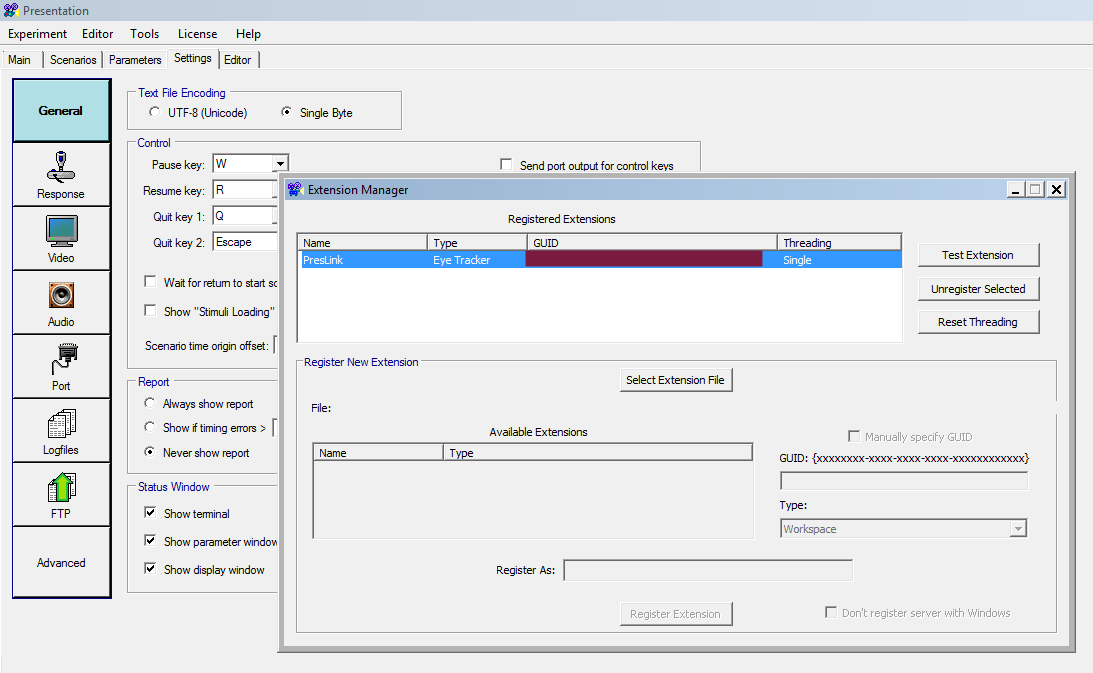 Presentation
Experiment Editor Tools License Help
Main Scenarios Parameters Settings Editor
General
Response
Video
Audio
Port
Logfiles
FTP
Advanced
Text File Encoding
UTF-8 (Unicode) Single Byte
Control
Pause key: W
Send port output for control keys
Resume key: R
Quit key 1: Q
Quit key 2: Escape
Wait for return to start
Show "Stimuli Loading"
Scenario time origin offset:
Report
Always show report
Show if timing errors >
Never show report
Status Window
Show terminal
Show parameter window
Show display window
Extension Manager
Registered Extensions
Name Type GUID Threading
PresLink Eye Tracker Single
Test Extension
Unregister Selected
Reset Threading
Register New Extension
Select Extension File
File:
Available Extensions
Name Type
Manually specify GUID
GUID: {xxxxxxxx-xxxx-xxxx-xxxx-xxxxxxxxxxxx}
Type:
Workspace
Register As:
Register Extension
Don't register server with Windows